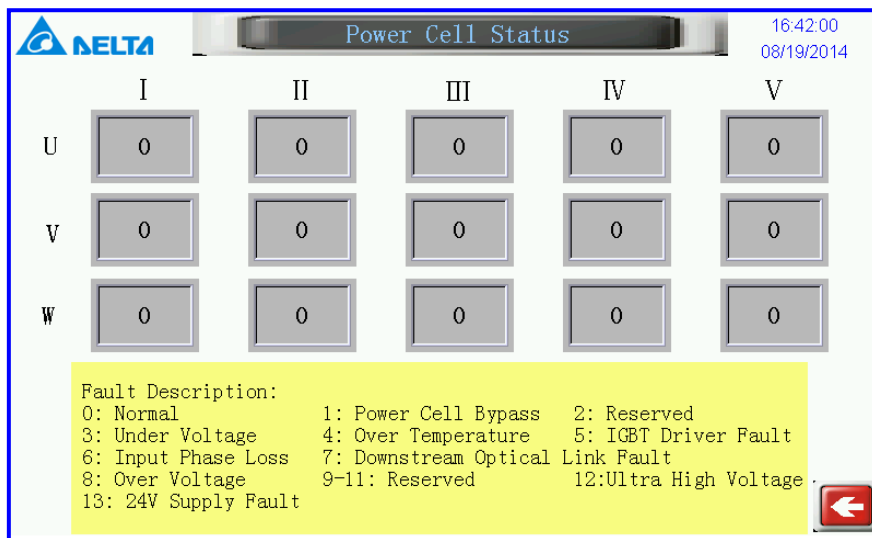 DELTA
Power Cell Status
16:42:00
08/19/2014
I II III IV V
U 0 0 0 0 0
V 0 0 0 0 0
W 0 0 0 0 0
Fault Description:
0: Normal 1: Power Cell Bypass 2: Reserved
3: Under Voltage 4: Over Temperature 5: IGBT Driver Fault
6: Input Phase Loss 7: Downstream Optical Link Fault
8: Over Voltage 9-11: Reserved 12:Ultra High Voltage
13: 24V Supply Fault